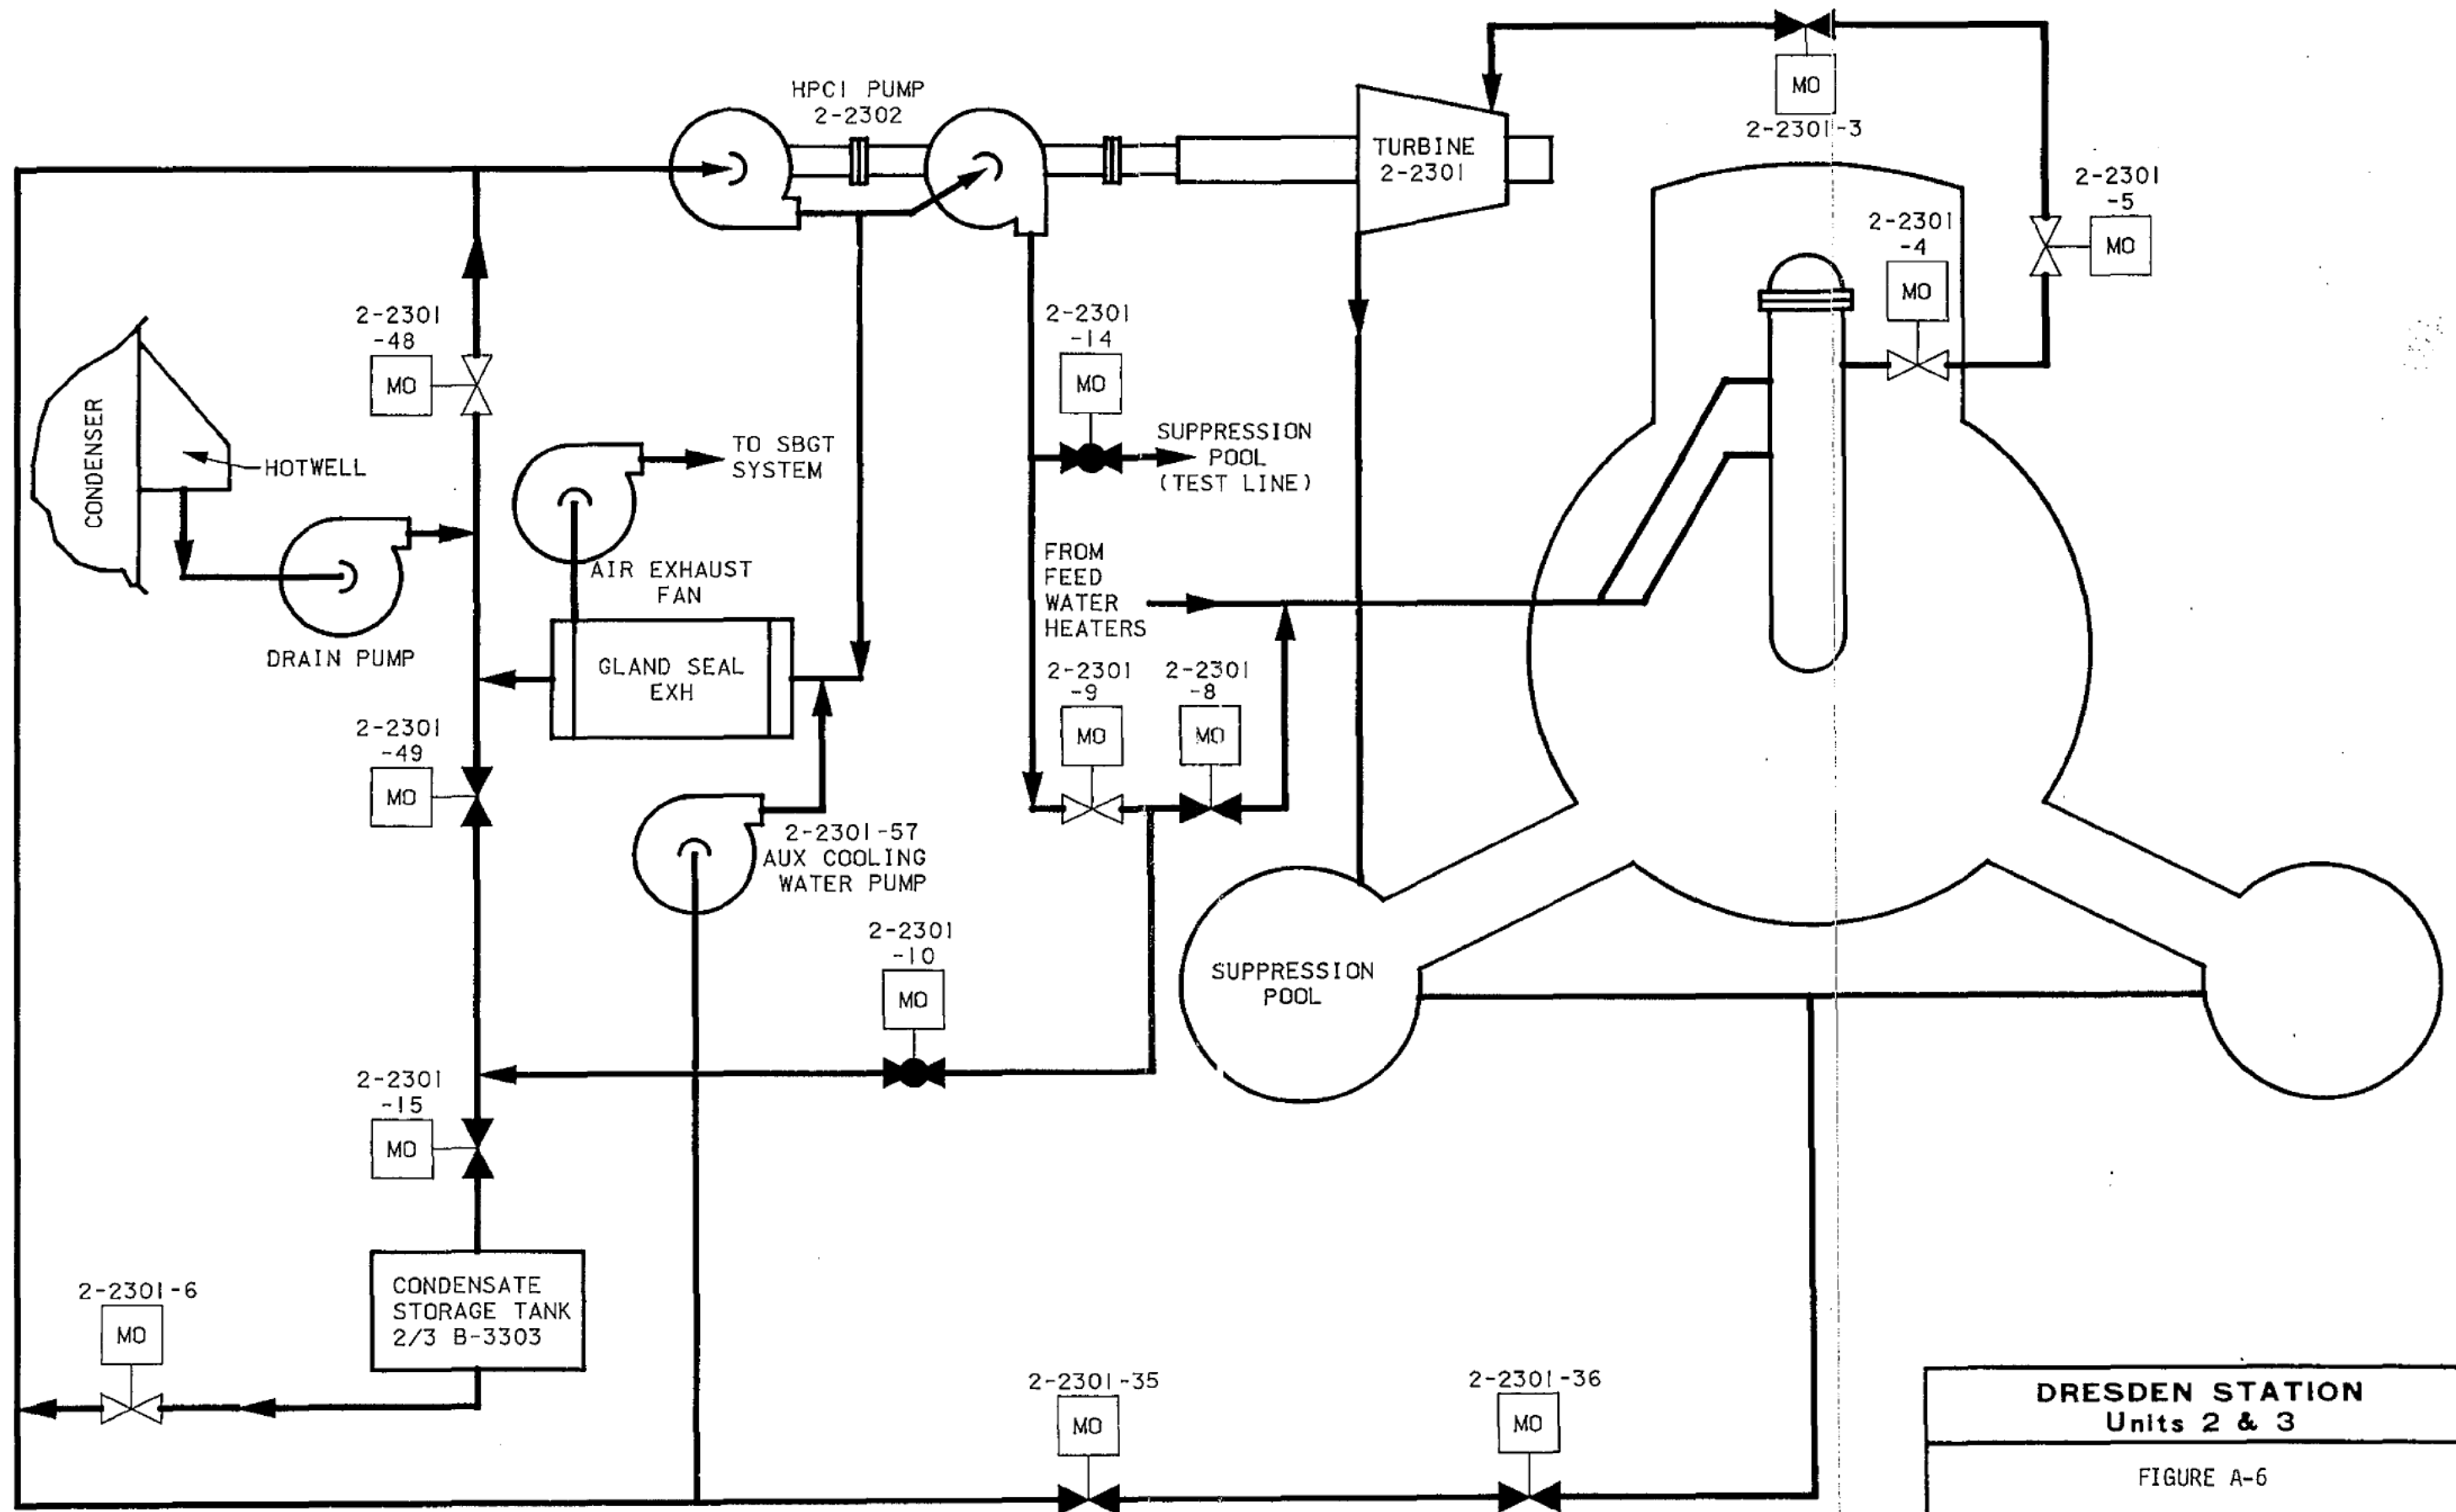 MO
2-2301-3
HPCI PUMP
2-2302
TURBINE
2-2301
2-2301
-5
MO
2-2301
-4
MO
2-2301
-48
MO
2-2301
-14
MO
CONDENSER
HOTWELL
TO SBGT
SYSTEM
SUPPRESSION
POOL
(TEST LINE)
AIR EXHAUST
FAN
FROM
FEED
WATER
HEATERS
DRAIN PUMP
GLAND SEAL
EXH
2-2301
-9
MO
2-2301
-8
MO
2-2301
-49
MO
2-2301-57
AUX COOLING
WATER PUMP
2-2301
-10
MO
SUPPRESSION
POOL
2-2301
-15
MO
CONDENSATE
STORAGE TANK
2/3 B-3303
2-2301-6
MO
2-2301-35
MO
2-2301-36
MO
DRESDEN STATION
Units 2 & 3
FIGURE A-6